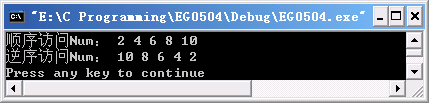 "E:\C Programming\EG0504\Debug\EG0504.exe"
顺序访问Num: 2 4 6 8 10
逆序访问Num: 10 8 6 4 2
Press any key to continue